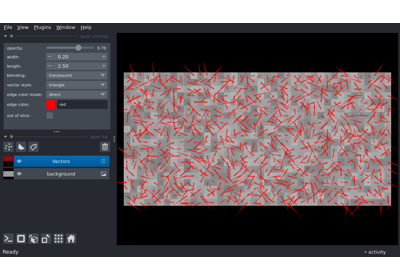 File View Plugins Window Help
opacity: 0.70
width: 0.20
length: 2.50
blending: translucent
vector style: triangle
edge color mode: direct
edge color: red
out of slice:
Vectors
background
Ready
activity